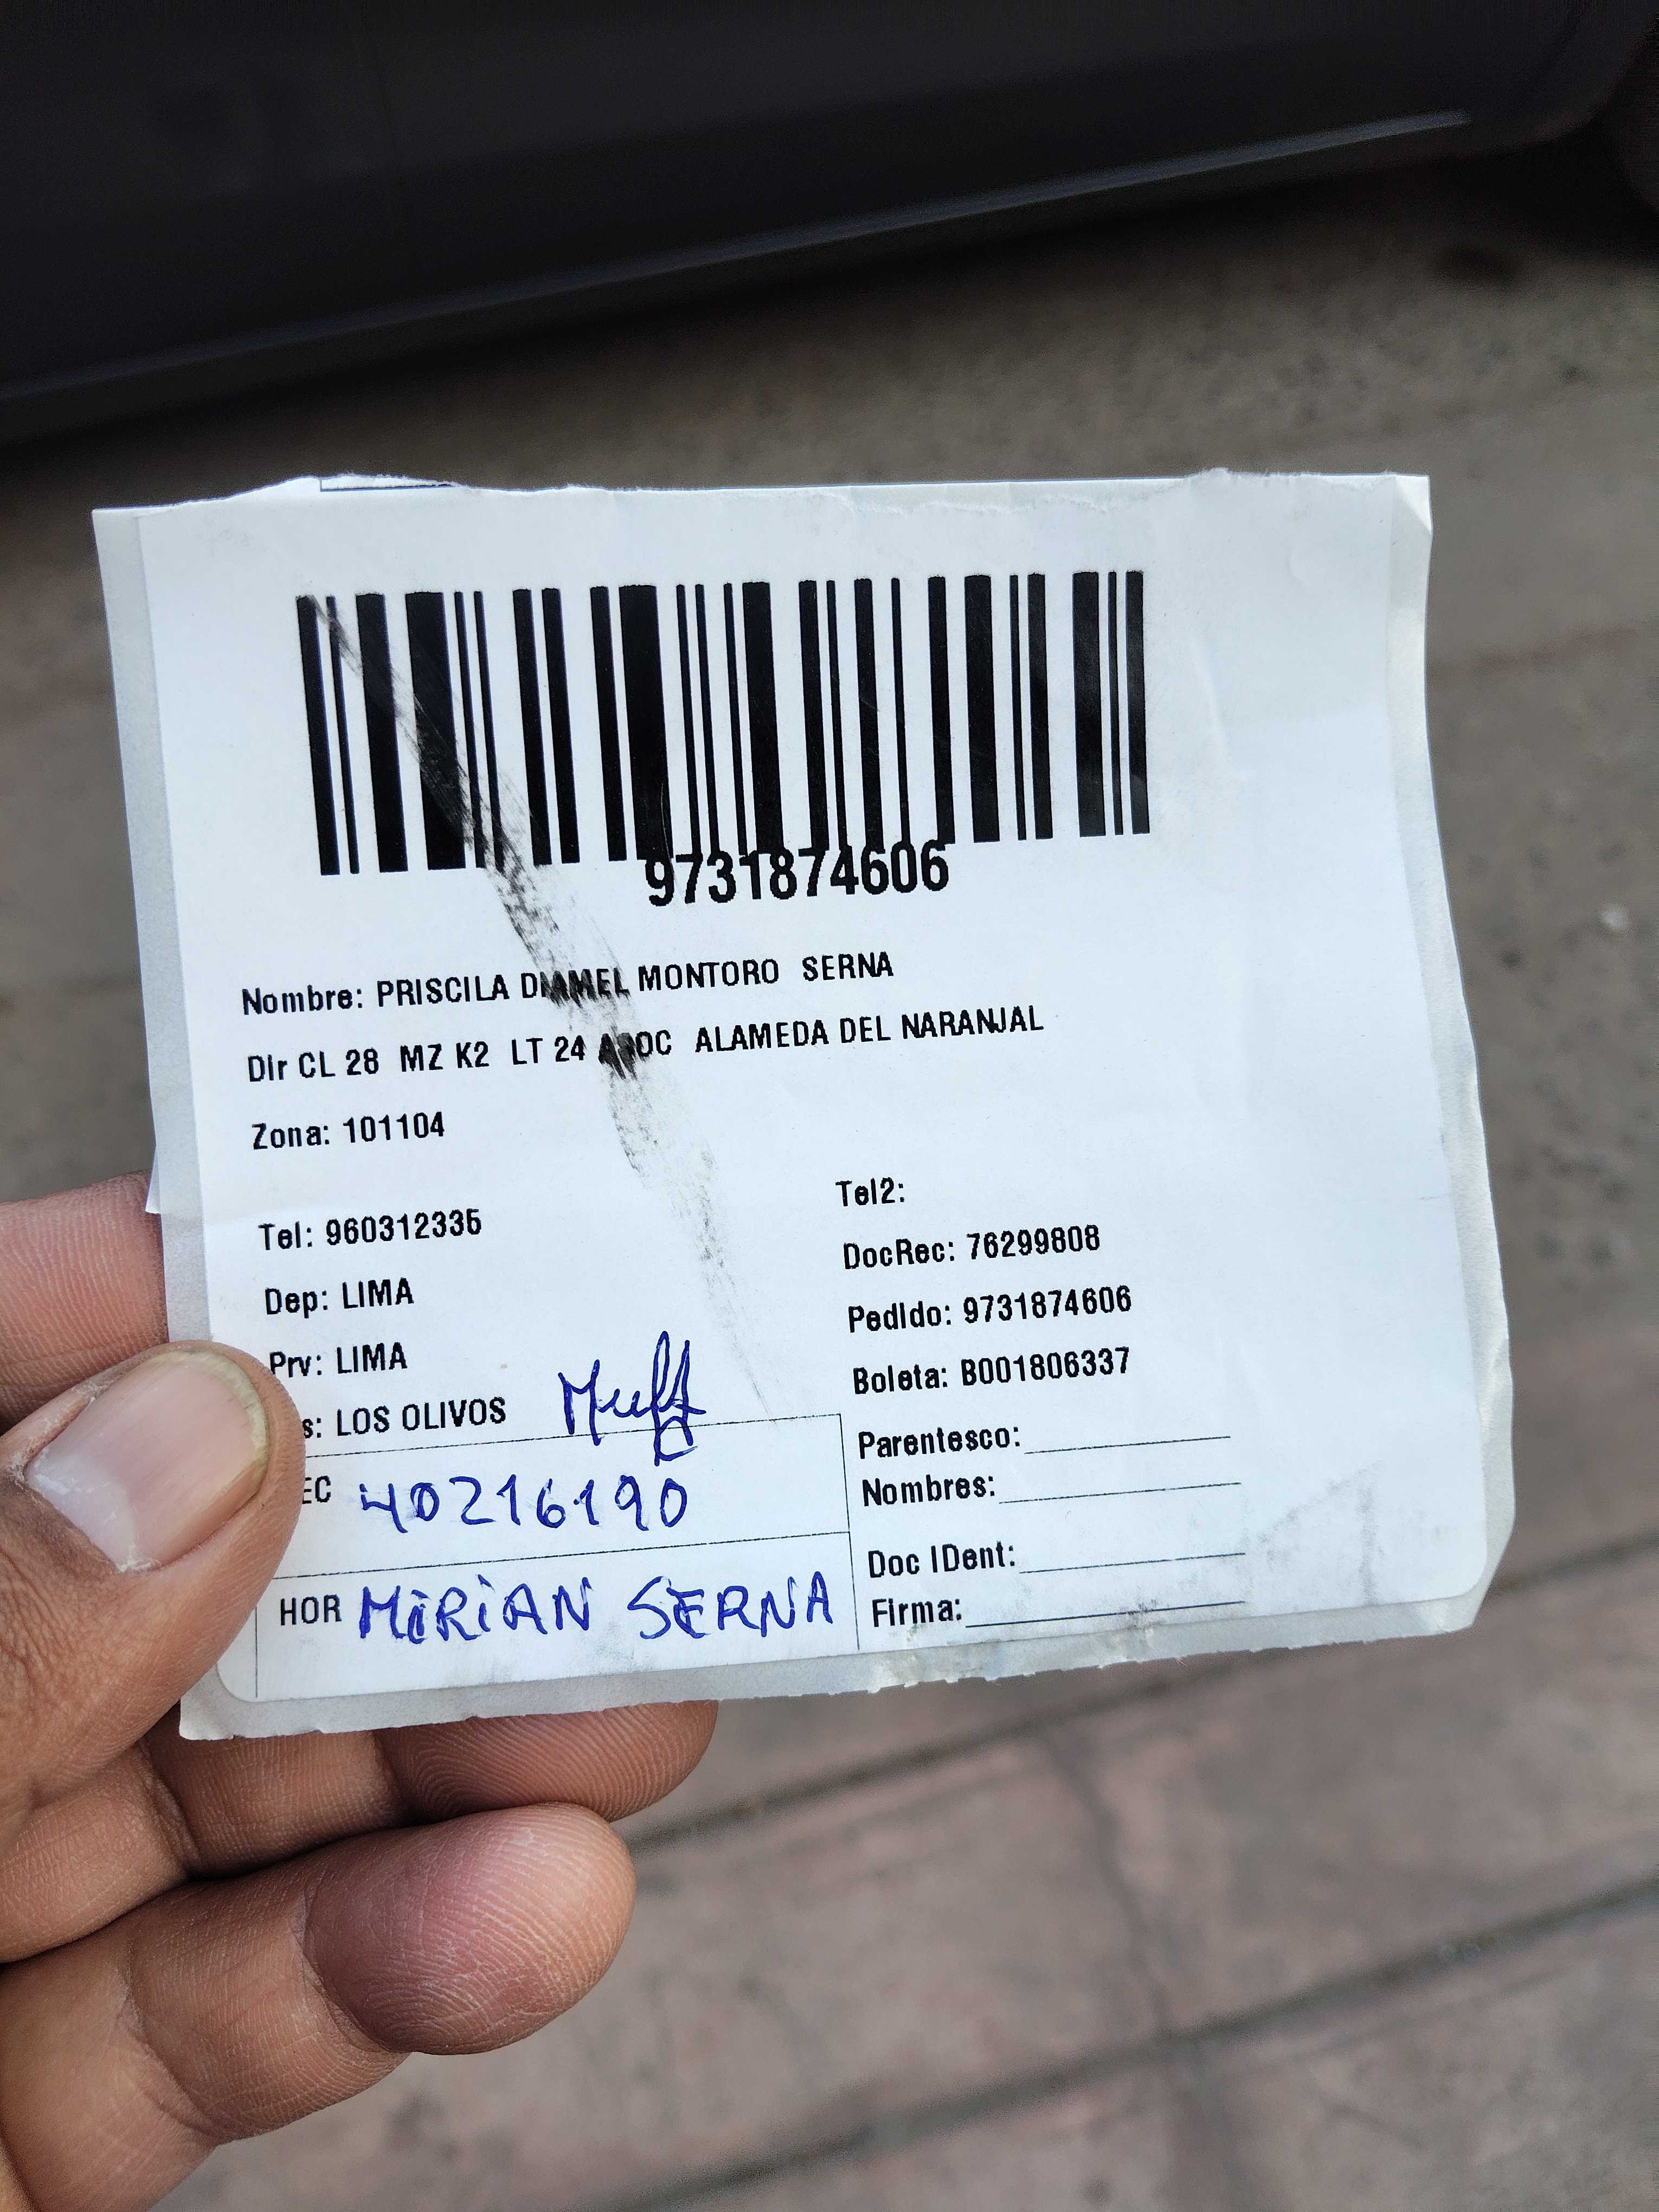 9731874606
Nombre: PRISCILA MONTORO SERNA
Dir CL 28 MZ K2 LT 24 ASOC ALAMEDA DEL NARANJAL
Zona: 101104
Tel: 960312335
Tel2:
Dep: LIMA
DocRec: 76299808
Prv: LIMA
Pedido: 9731874606
s: LOS OLIVOS
Boleta: B001806337
EC 40216190
Parentesco:
Nombres:
HOR MIRIAN SERNA
Doc IDent:
Firma: